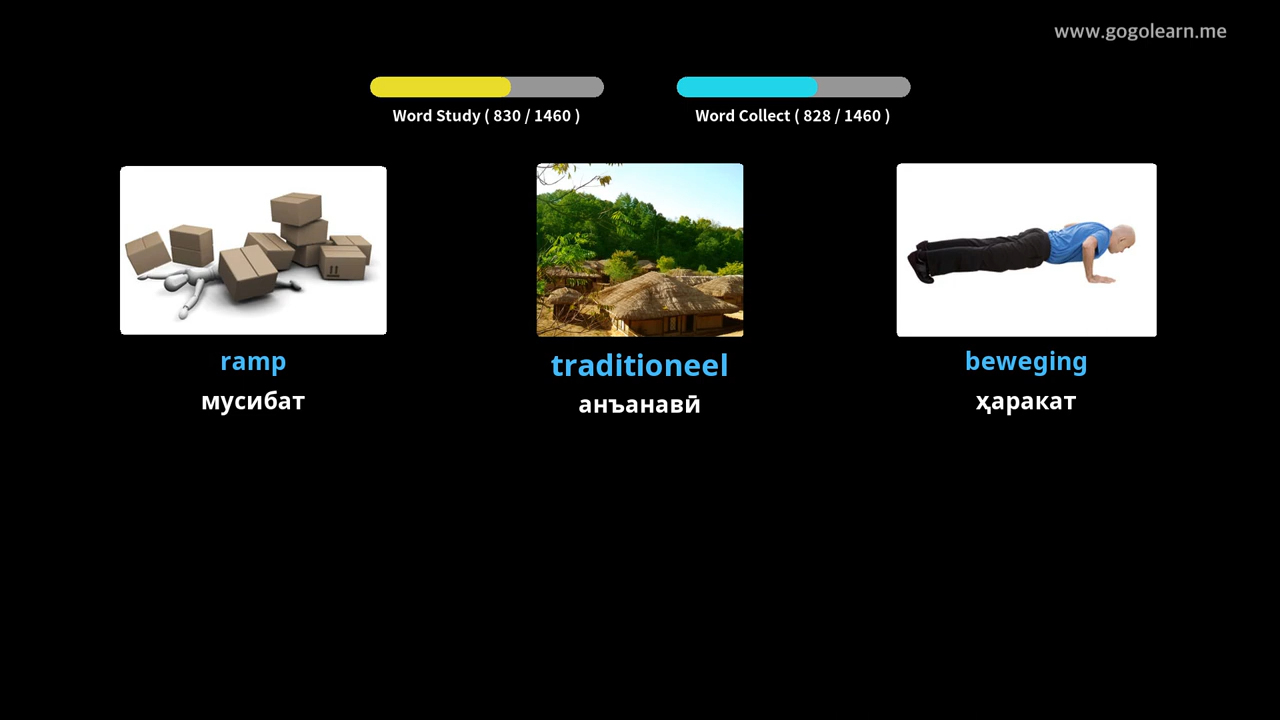 www.gogolearn.me
Word Study ( 830 / 1460 )
Word Collect ( 828 / 1460 )
ramp
мусибат
traditioneel
анъанавӣ
beweging
ҳаракат